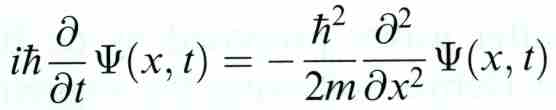 iħ ∂/∂t Ψ(x, t) = − ħ²/2m ∂²/∂x² Ψ(x, t)